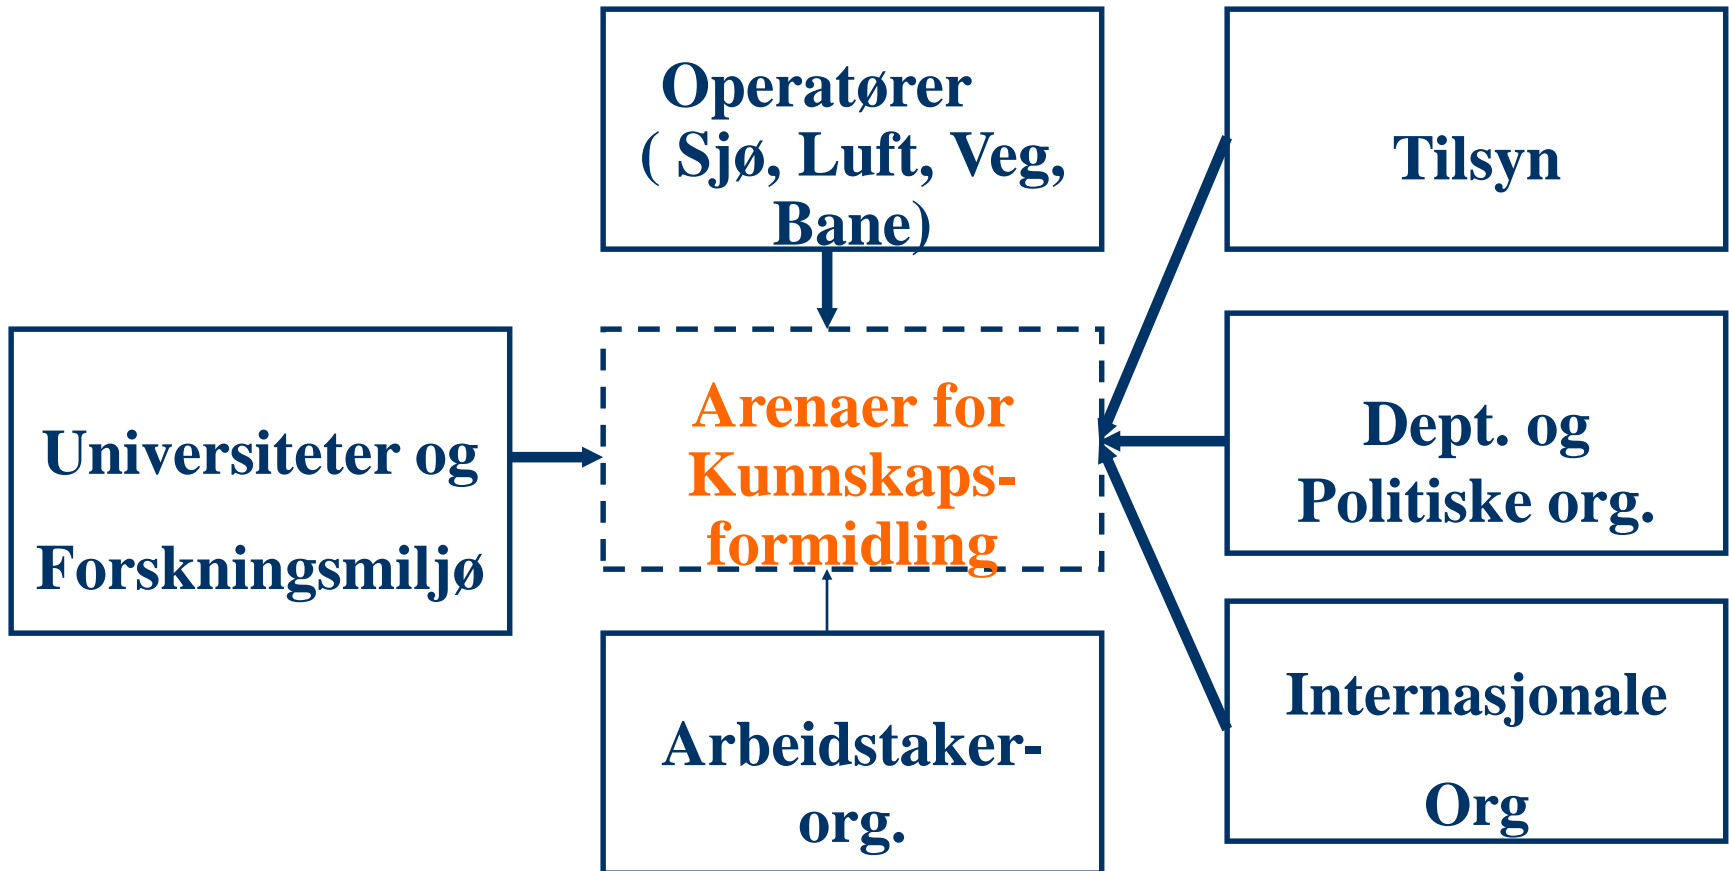 Operatører
( Sjø, Luft, Veg,
Bane)
Tilsyn
Universiteter og
Forskningsmiljø
Arenaer for
Kunnskaps-
formidling
Dept. og
Politiske org.
Arbeidstaker-
org.
Internasjonale
Org